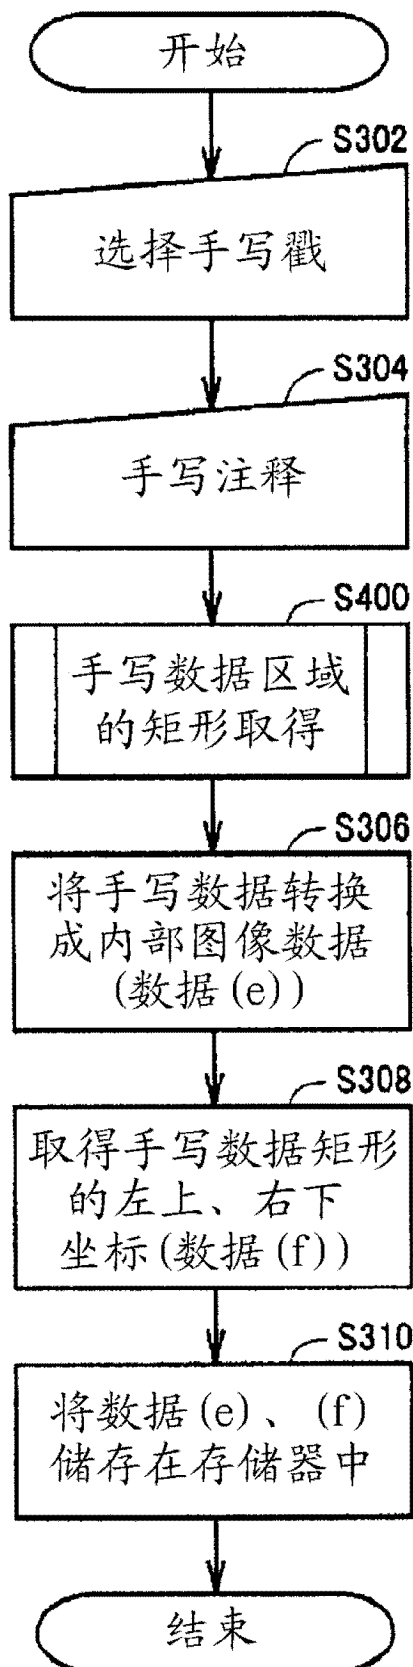 开始
S302
选择手写戳
S304
手写注释
S400
手写数据区域
的矩形取得
S306
将手写数据转换
成内部图像数据
(数据(e))
S308
取得手写数据矩形
的左上、右下
坐标(数据(f))
S310
将数据(e)、(f)
储存在存储器中
结束